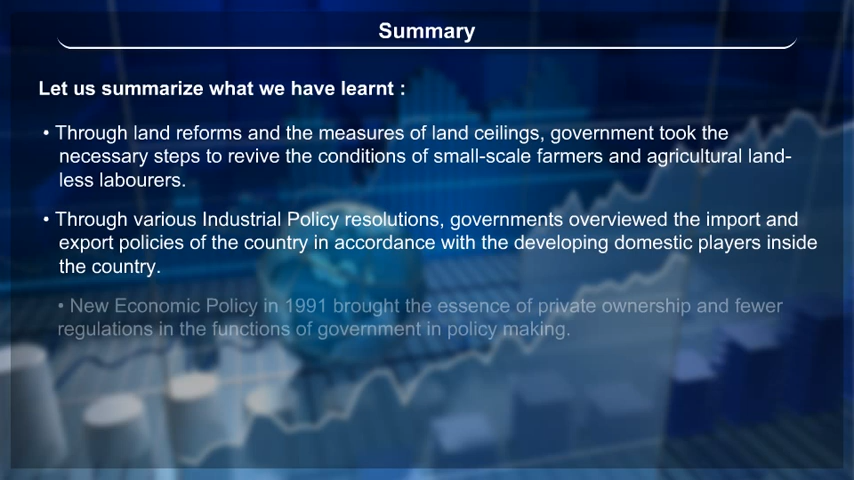 Summary
Let us summarize what we have learnt :
• Through land reforms and the measures of land ceilings, government took the
necessary steps to revive the conditions of small-scale farmers and agricultural land-
less labourers.
• Through various Industrial Policy resolutions, governments overviewed the import and
export policies of the country in accordance with the developing domestic players inside
the country.
• New Economic Policy in 1991 brought the essence of private ownership and fewer
regulations in the functions of government in policy making.